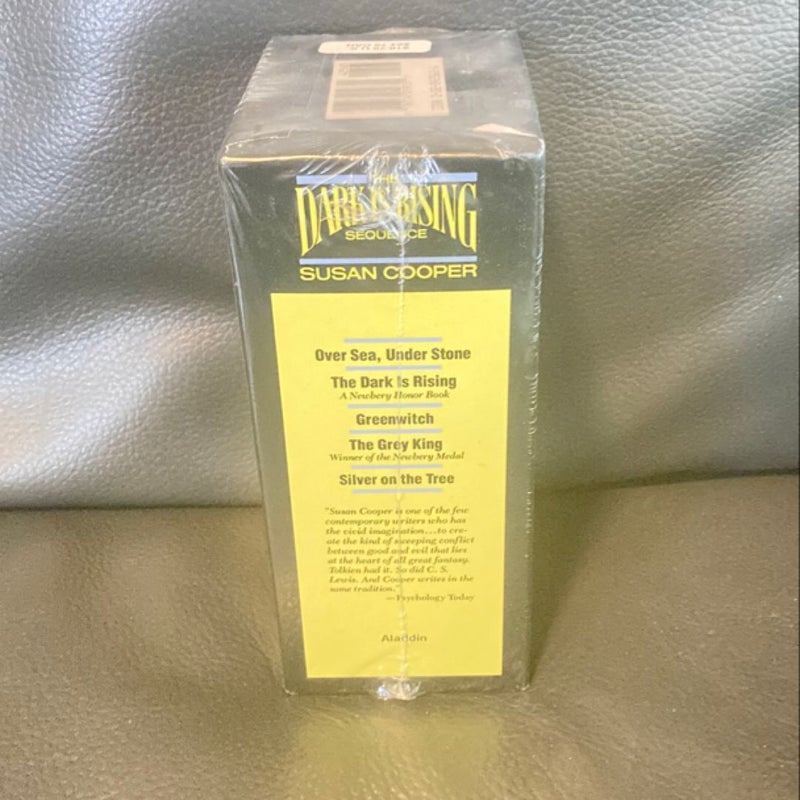 THE
DARK IS RISING
SEQUENCE
SUSAN COOPER
Over Sea, Under Stone
The Dark Is Rising
A Newbery Honor Book
Greenwitch
The Grey King
Winner of the Newbery Medal
Silver on the Tree
"Susan Cooper is one of the few
contemporary writers who has
the vivid imagination...to cre-
ate the kind of sweeping conflict
between good and evil that lies
at the heart of all great fantasy.
Tolkien had it. So did C. S.
Lewis. And Cooper writes in the
same tradition."
—Psychology Today
Aladdin